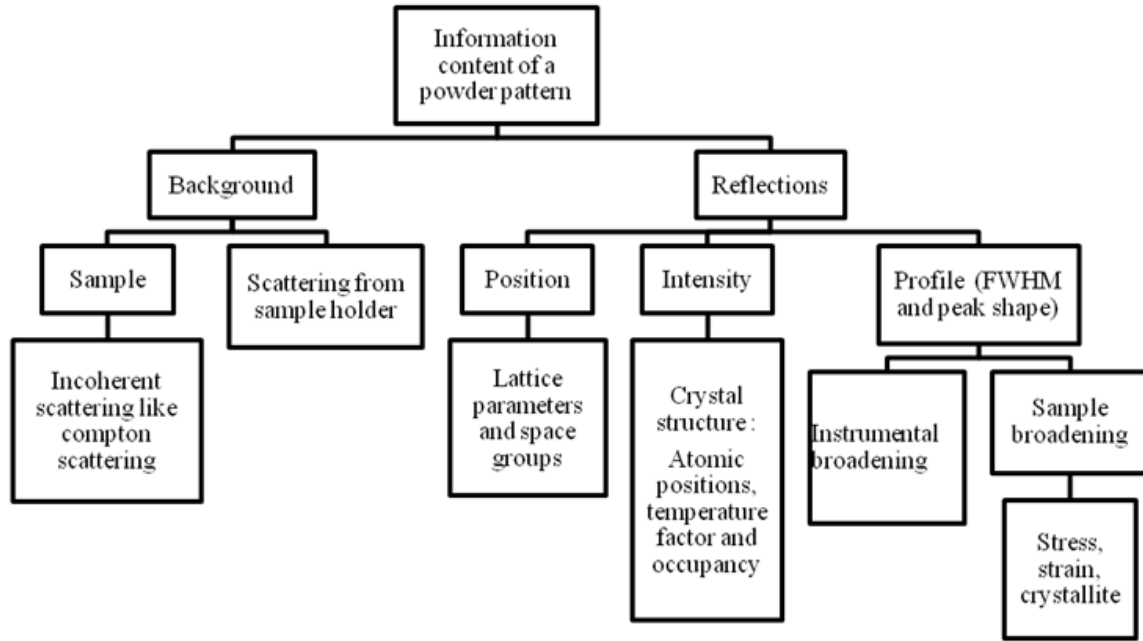 Information
content of a
powder pattern
Background
Reflections
Sample
Scattering from
sample holder
Position
Intensity
Profile (FWHM
and peak shape)
Incoherent
scattering like
compton
scattering
Lattice
parameters
and space
groups
Crystal
structure :
Atomic
positions,
temperature
factor and
occupancy
Instrumental
broadening
Sample
broadening
Stress,
strain,
crystallite